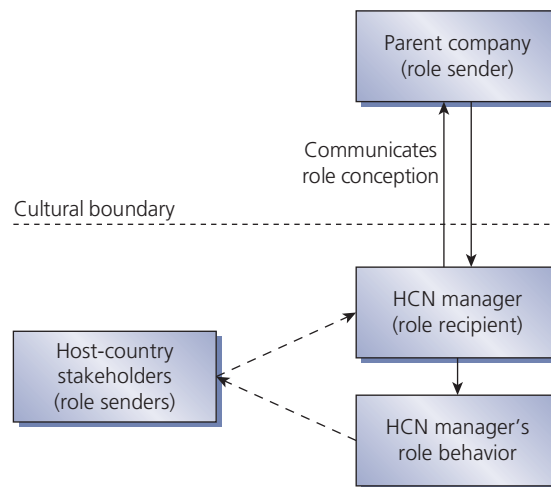 Parent company
(role sender)
Communicates
role conception
Cultural boundary
HCN manager
(role recipient)
Host-country
stakeholders
(role senders)
HCN manager’s
role behavior